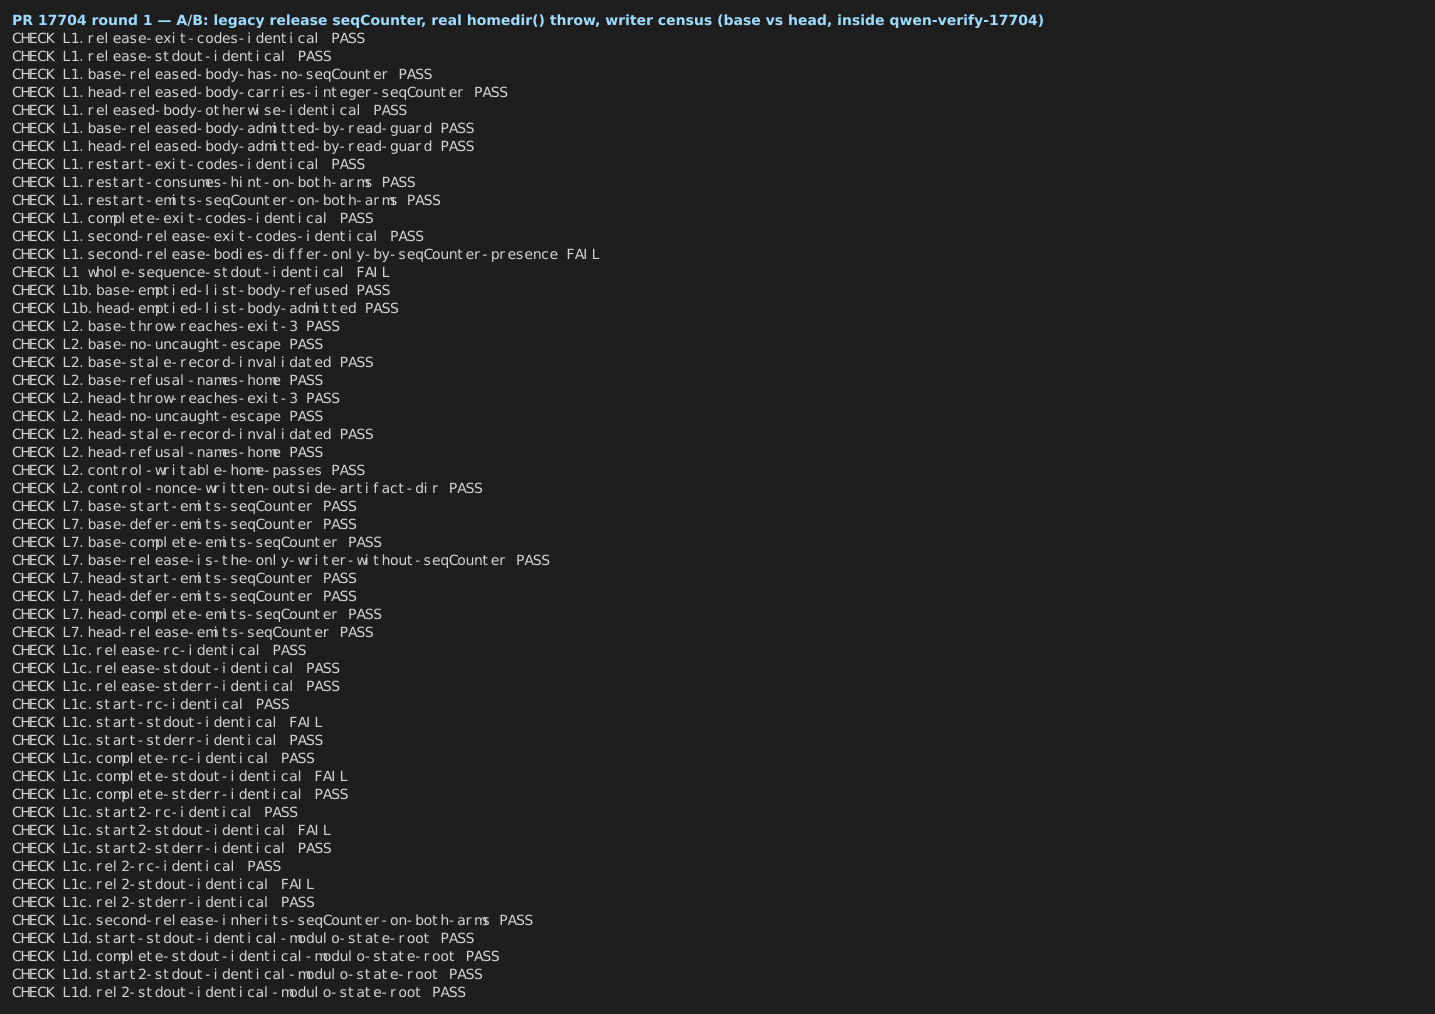 PR 17704 round 1 — A/B: legacy release seqCounter, real homedir() throw, writer census (base vs head, inside qwen-verify-17704)
CHECK L1.release-exit-codes-identical PASS
CHECK L1.release-stdout-identical PASS
CHECK L1.base-released-body-has-no-seqCounter PASS
CHECK L1.head-released-body-carries-integer-seqCounter PASS
CHECK L1.released-body-otherwise-identical PASS
CHECK L1.base-released-body-admitted-by-read-guard PASS
CHECK L1.head-released-body-admitted-by-read-guard PASS
CHECK L1.restart-exit-codes-identical PASS
CHECK L1.restart-consumes-hint-on-both-arms PASS
CHECK L1.restart-emits-seqCounter-on-both-arms PASS
CHECK L1.complete-exit-codes-identical PASS
CHECK L1.second-release-exit-codes-identical PASS
CHECK L1.second-release-bodies-differ-only-by-seqCounter-presence FAIL
CHECK L1 whole-sequence-stdout-identical FAIL
CHECK L1b.base-emptied-list-body-refused PASS
CHECK L1b.head-emptied-list-body-admitted PASS
CHECK L2.base-throw-reaches-exit-3 PASS
CHECK L2.base-no-uncaught-escape PASS
CHECK L2.base-stale-record-invalidated PASS
CHECK L2.base-refusal-names-home PASS
CHECK L2.head-throw-reaches-exit-3 PASS
CHECK L2.head-no-uncaught-escape PASS
CHECK L2.head-stale-record-invalidated PASS
CHECK L2.head-refusal-names-home PASS
CHECK L2.control-writable-home-passes PASS
CHECK L2.control-nonce-written-outside-artifact-dir PASS
CHECK L7.base-start-emits-seqCounter PASS
CHECK L7.base-defer-emits-seqCounter PASS
CHECK L7.base-complete-emits-seqCounter PASS
CHECK L7.base-release-is-the-only-writer-without-seqCounter PASS
CHECK L7.head-start-emits-seqCounter PASS
CHECK L7.head-defer-emits-seqCounter PASS
CHECK L7.head-complete-emits-seqCounter PASS
CHECK L7.head-release-emits-seqCounter PASS
CHECK L1c.release-rc-identical PASS
CHECK L1c.release-stdout-identical PASS
CHECK L1c.release-stderr-identical PASS
CHECK L1c.start-rc-identical PASS
CHECK L1c.start-stdout-identical FAIL
CHECK L1c.start-stderr-identical PASS
CHECK L1c.complete-rc-identical PASS
CHECK L1c.complete-stdout-identical FAIL
CHECK L1c.complete-stderr-identical PASS
CHECK L1c.start2-rc-identical PASS
CHECK L1c.start2-stdout-identical FAIL
CHECK L1c.start2-stderr-identical PASS
CHECK L1c.rel2-rc-identical PASS
CHECK L1c.rel2-stdout-identical FAIL
CHECK L1c.rel2-stderr-identical PASS
CHECK L1c.second-release-inherits-seqCounter-on-both-arms PASS
CHECK L1d.start-stdout-identical-modulo-state-root PASS
CHECK L1d.complete-stdout-identical-modulo-state-root PASS
CHECK L1d.start2-stdout-identical-modulo-state-root PASS
CHECK L1d.rel2-stdout-identical-modulo-state-root PASS